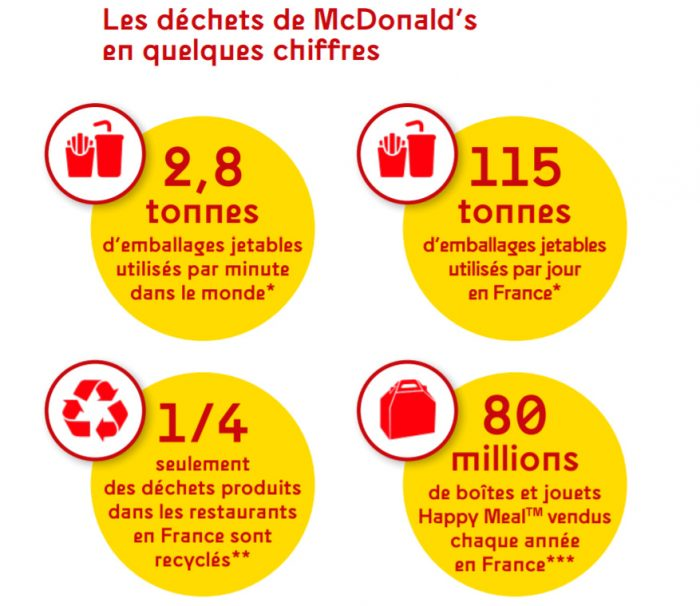 Les déchets de McDonald's
en quelques chiffres
2,8
tonnes
d'emballages jetables
utilisés par minute
dans le monde*
115
tonnes
d'emballages jetables
utilisés par jour
en France*
1/4
seulement
des déchets produits
dans les restaurants
en France sont
recyclés**
80
millions
de boîtes et jouets
Happy Meal™ vendus
chaque année
en France***